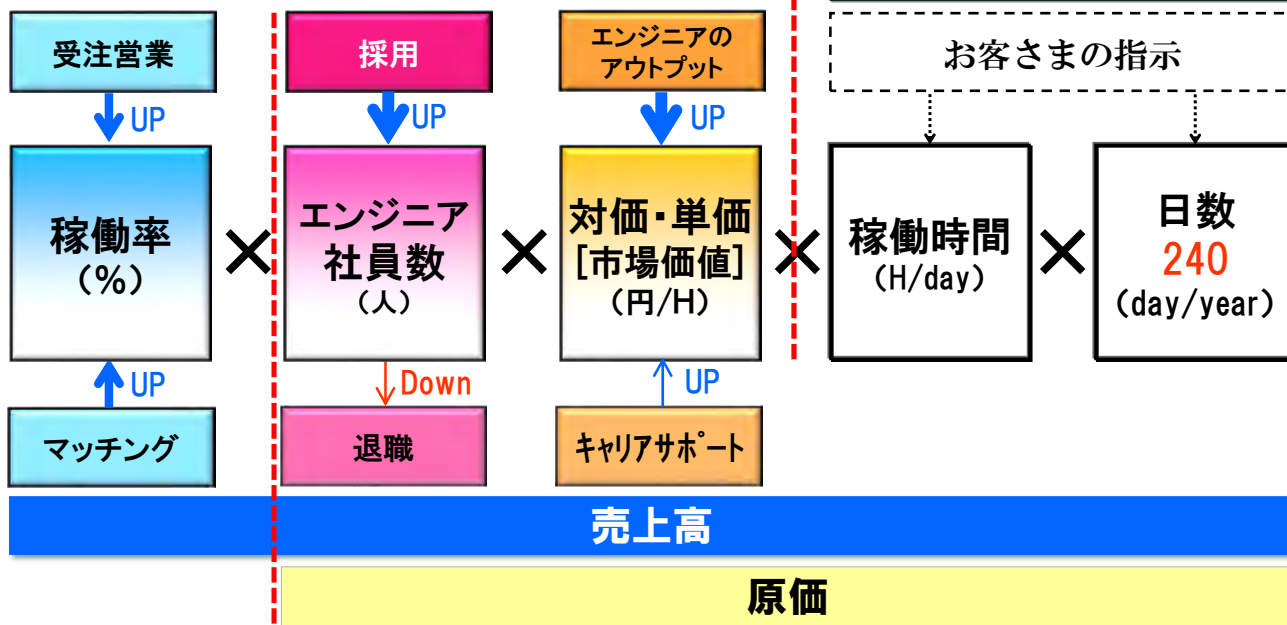 受注営業
採用
エンジニアの
アウトプット
お客さまの指示
UP
UP
UP
稼働率
(%)
×
エンジニア
社員数
(人)
×
対価・単価
[市場価値]
(円/H)
×
稼働時間
(H/day)
×
日数
240
(day/year)
UP
Down
UP
マッチング
退職
キャリアサポート
売上高
原価